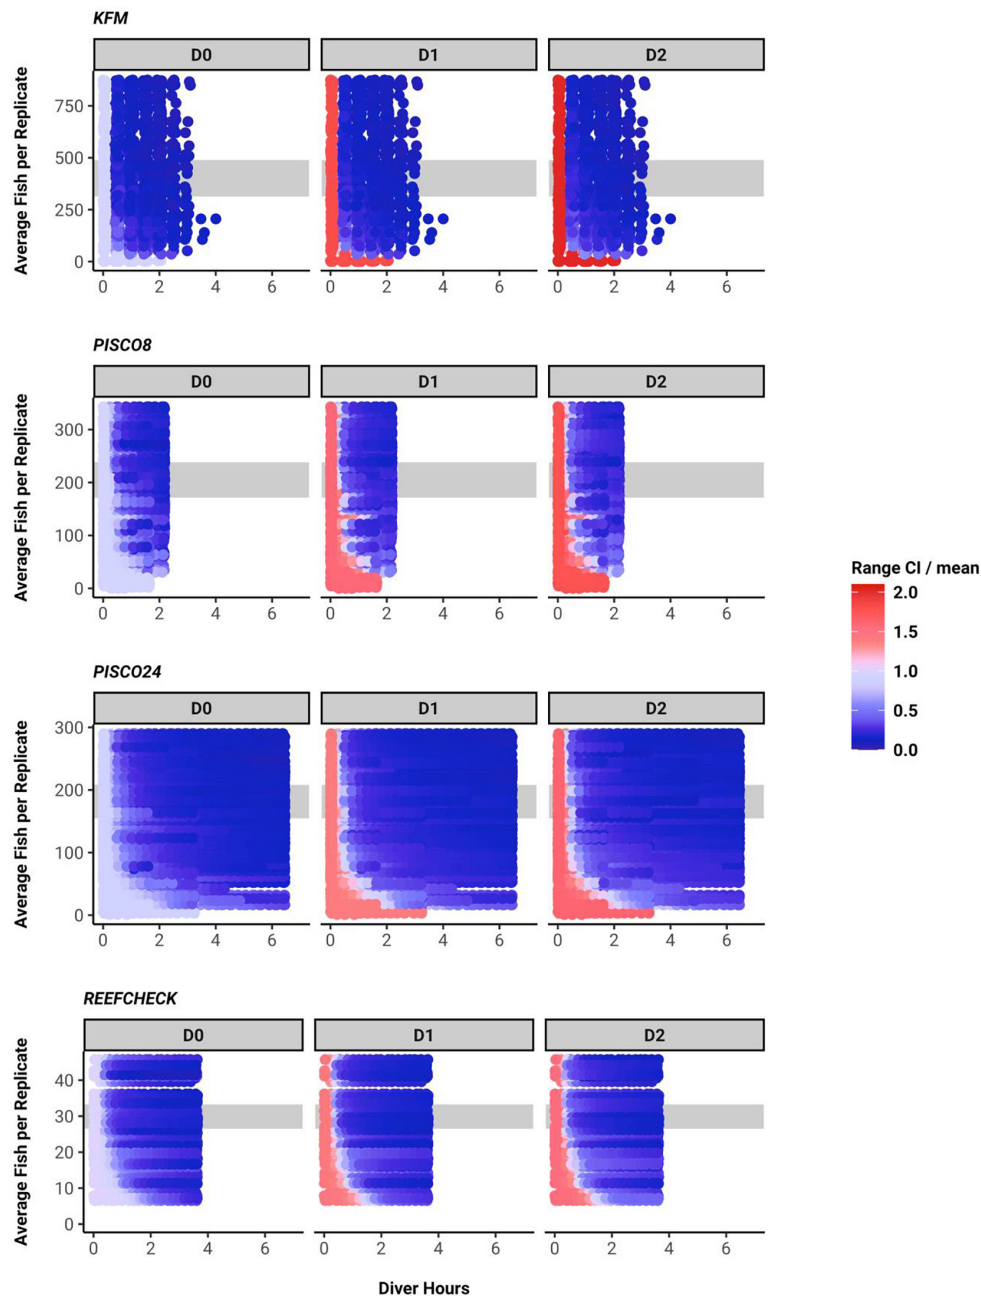 KFM
D0 D1 D2
Average Fish per Replicate
750
500
250
0
0 2 4 6 0 2 4 6 0 2 4 6
PISCO8
D0 D1 D2
Average Fish per Replicate
300
200
100
0
0 2 4 6 0 2 4 6 0 2 4 6
Range CI / mean
2.0
1.5
1.0
0.5
0.0
PISCO24
D0 D1 D2
Average Fish per Replicate
300
200
100
0
0 2 4 6 0 2 4 6 0 2 4 6
REEFCHECK
D0 D1 D2
Average Fish per Replicate
40
30
20
10
0
0 2 4 6 0 2 4 6 0 2 4 6
Diver Hours